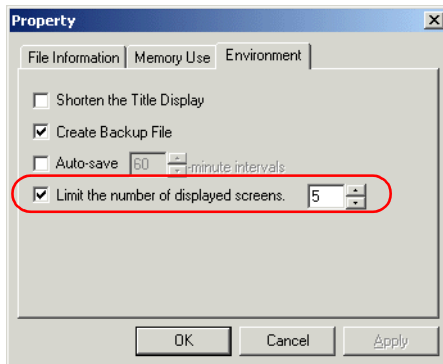 Property
File Information Memory Use Environment
Shorten the Title Display
Create Backup File
Auto-save 60 -minute intervals
Limit the number of displayed screens. 5
OK Cancel Apply